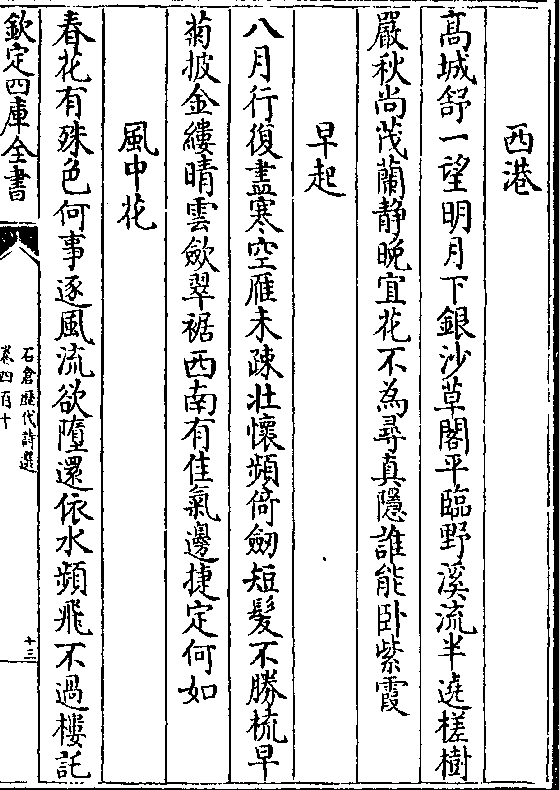 西港
髙城舒一望明月下銀沙草閣平臨野溪流半遶槎樹
嚴秋尚茂蘭靜晚宜花不為尋真隱誰能卧紫霞
早起
八月行復盡寒空雁未疎壯懷頻倚劒短髮不勝梳早
菊披金縷晴雲斂翠裾西南有佳氣邊捷定何如
風中花
春花有殊色何事逐風流欲墮還依水頻飛不過樓託
欽定四庫全書
石倉歷代詩選
卷四百十
十三